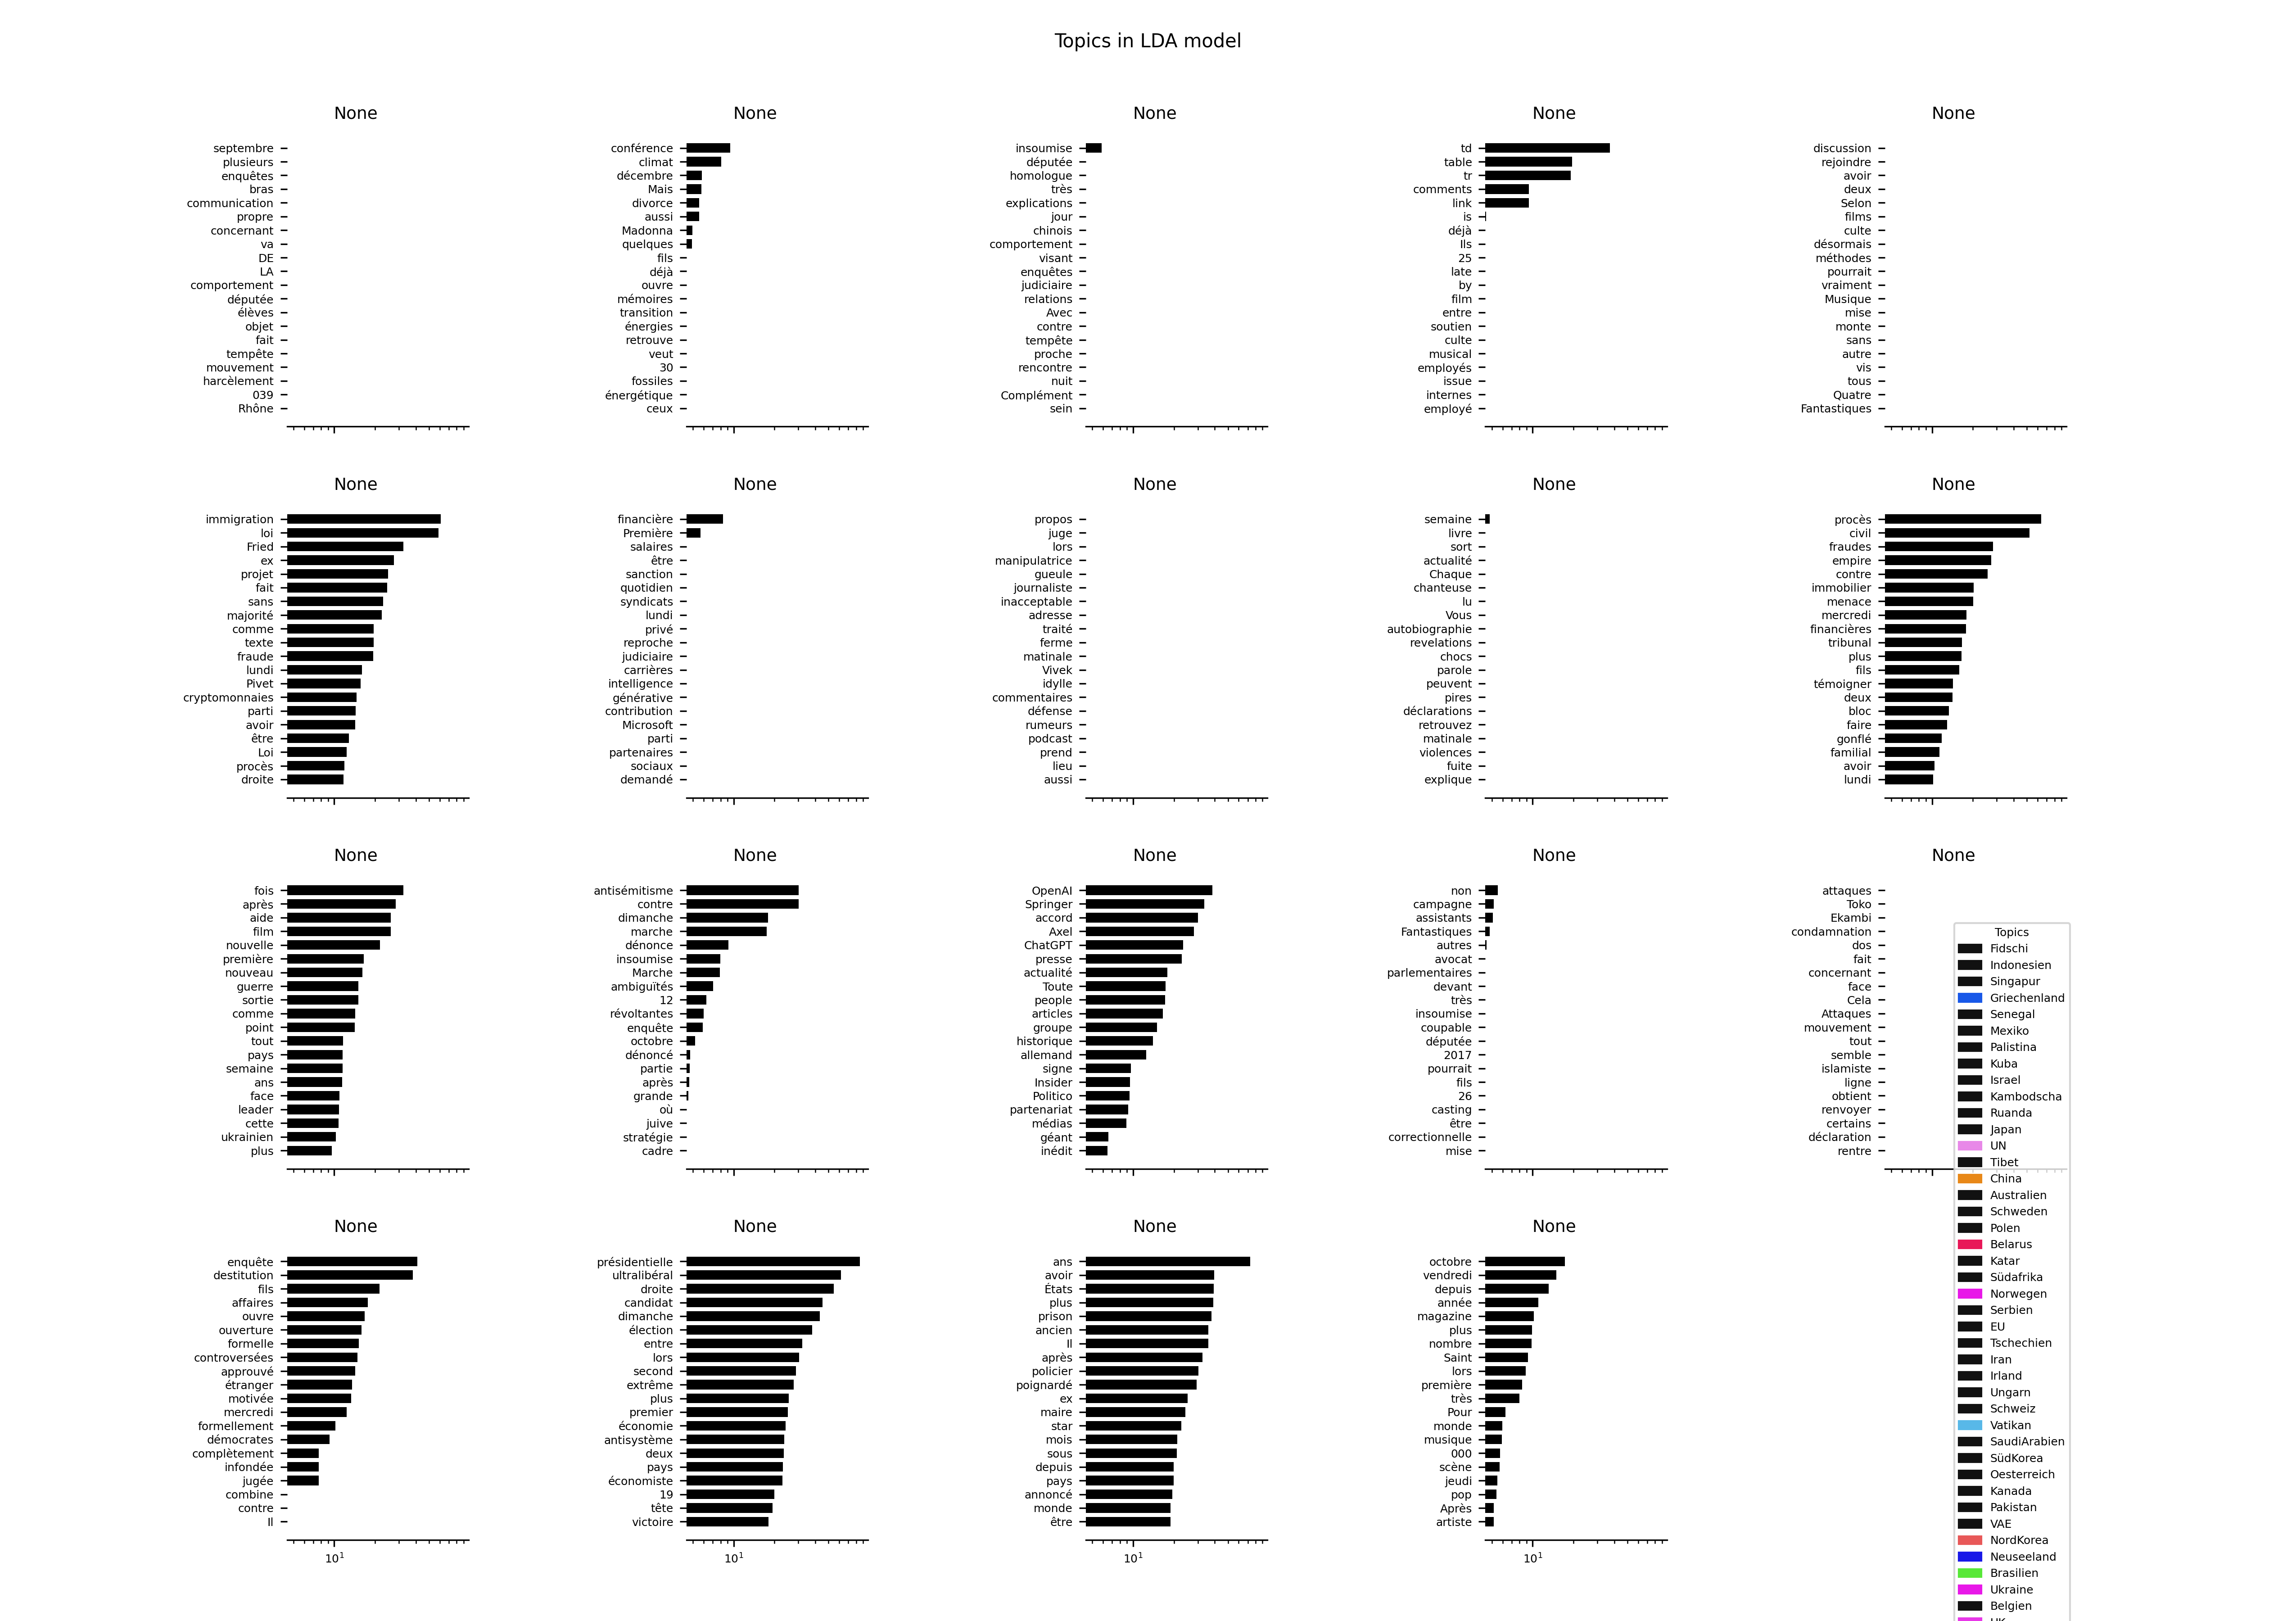 Topics in LDA model
None
septembre
plusieurs
enquêtes
bras
communication
propre
concernant
va
DE
LA
comportement
députée
élèves
objet
fait
tempête
mouvement
harcèlement
039
Rhône
None
conférence
climat
décembre
Mais
divorce
aussi
Madonna
quelques
fils
déjà
ouvre
mémoires
transition
énergies
retrouve
veut
30
fossiles
énergétique
ceux
None
insoumise
députée
homologue
très
explications
jour
chinois
comportement
visant
enquêtes
judiciaire
relations
Avec
contre
tempête
proche
rencontre
nuit
Complément
sein
None
td
table
tr
comments
link
is
déjà
Ils
25
late
by
film
entre
soutien
culte
musical
employés
issue
internes
employé
None
discussion
rejoindre
avoir
deux
Selon
films
culte
désormais
méthodes
pourrait
vraiment
Musique
mise
monte
sans
autre
vis
tous
Quatre
Fantastiques
None
immigration
loi
Fried
ex
projet
fait
sans
majorité
comme
texte
fraude
lundi
Pivet
cryptomonnaies
parti
avoir
être
Loi
procès
droite
None
financière
Première
salaires
être
sanction
quotidien
syndicats
lundi
privé
reproche
judiciaire
carrières
intelligence
générative
contribution
Microsoft
parti
partenaires
sociaux
demandé
None
propos
juge
lors
manipulatrice
gueule
journaliste
inacceptable
adresse
traité
ferme
matinale
Vivek
idylle
commentaires
défense
rumeurs
podcast
prend
lieu
aussi
None
semaine
livre
sort
actualité
Chaque
chanteuse
lu
Vous
autobiographie
revelations
chocs
parole
peuvent
pires
déclarations
retrouvez
matinale
violences
fuite
explique
None
procès
civil
fraudes
empire
contre
immobilier
menace
mercredi
financières
tribunal
plus
fils
témoigner
deux
bloc
faire
gonflé
familial
avoir
lundi
None
fois
après
aide
film
nouvelle
première
nouveau
guerre
sortie
comme
point
tout
pays
semaine
ans
face
leader
cette
ukrainien
plus
None
antisémitisme
contre
dimanche
marche
dénonce
insoumise
Marche
ambiguïtés
12
révoltantes
enquête
octobre
dénoncé
partie
après
grande
où
juive
stratégie
cadre
None
OpenAI
Springer
accord
Axel
ChatGPT
presse
actualité
Toute
people
articles
groupe
historique
allemand
signe
Insider
Politico
partenariat
médias
géant
inédit
None
non
campagne
assistants
Fantastiques
autres
avocat
parlementaires
devant
très
insoumise
coupable
députée
2017
pourrait
fils
26
casting
être
correctionnelle
mise
None
attaques
Toko
Ekambi
condamnation
dos
fait
concernant
face
Cela
Attaques
mouvement
tout
semble
islamiste
ligne
obtient
renvoyer
certains
déclaration
rentre
None
enquête
destitution
fils
affaires
ouvre
ouverture
formelle
controversées
approuvé
étranger
motivée
mercredi
formellement
démocrates
complètement
infondée
jugée
combine
contre
Il
10¹
None
présidentielle
ultralibéral
droite
candidat
dimanche
élection
entre
lors
second
extrême
plus
premier
économie
antisystème
deux
pays
économiste
19
tête
victoire
10¹
None
ans
avoir
États
plus
prison
ancien
Il
après
policier
poignardé
ex
maire
star
mois
sous
depuis
pays
annoncé
monde
être
10¹
None
octobre
vendredi
depuis
année
magazine
plus
nombre
Saint
lors
première
très
Pour
monde
musique
000
scène
jeudi
pop
Après
artiste
10¹
Topics
Fidschi
Indonesien
Singapur
Griechenland
Senegal
Mexiko
Palistina
Kuba
Israel
Kambodscha
Ruanda
Japan
UN
Tibet
China
Australien
Schweden
Polen
Belarus
Katar
Südafrika
Norwegen
Serbien
EU
Tschechien
Iran
Irland
Ungarn
Schweiz
Vatikan
SaudiArabien
SüdKorea
Oesterreich
Kanada
Pakistan
VAE
NordKorea
Neuseeland
Brasilien
Ukraine
Belgien